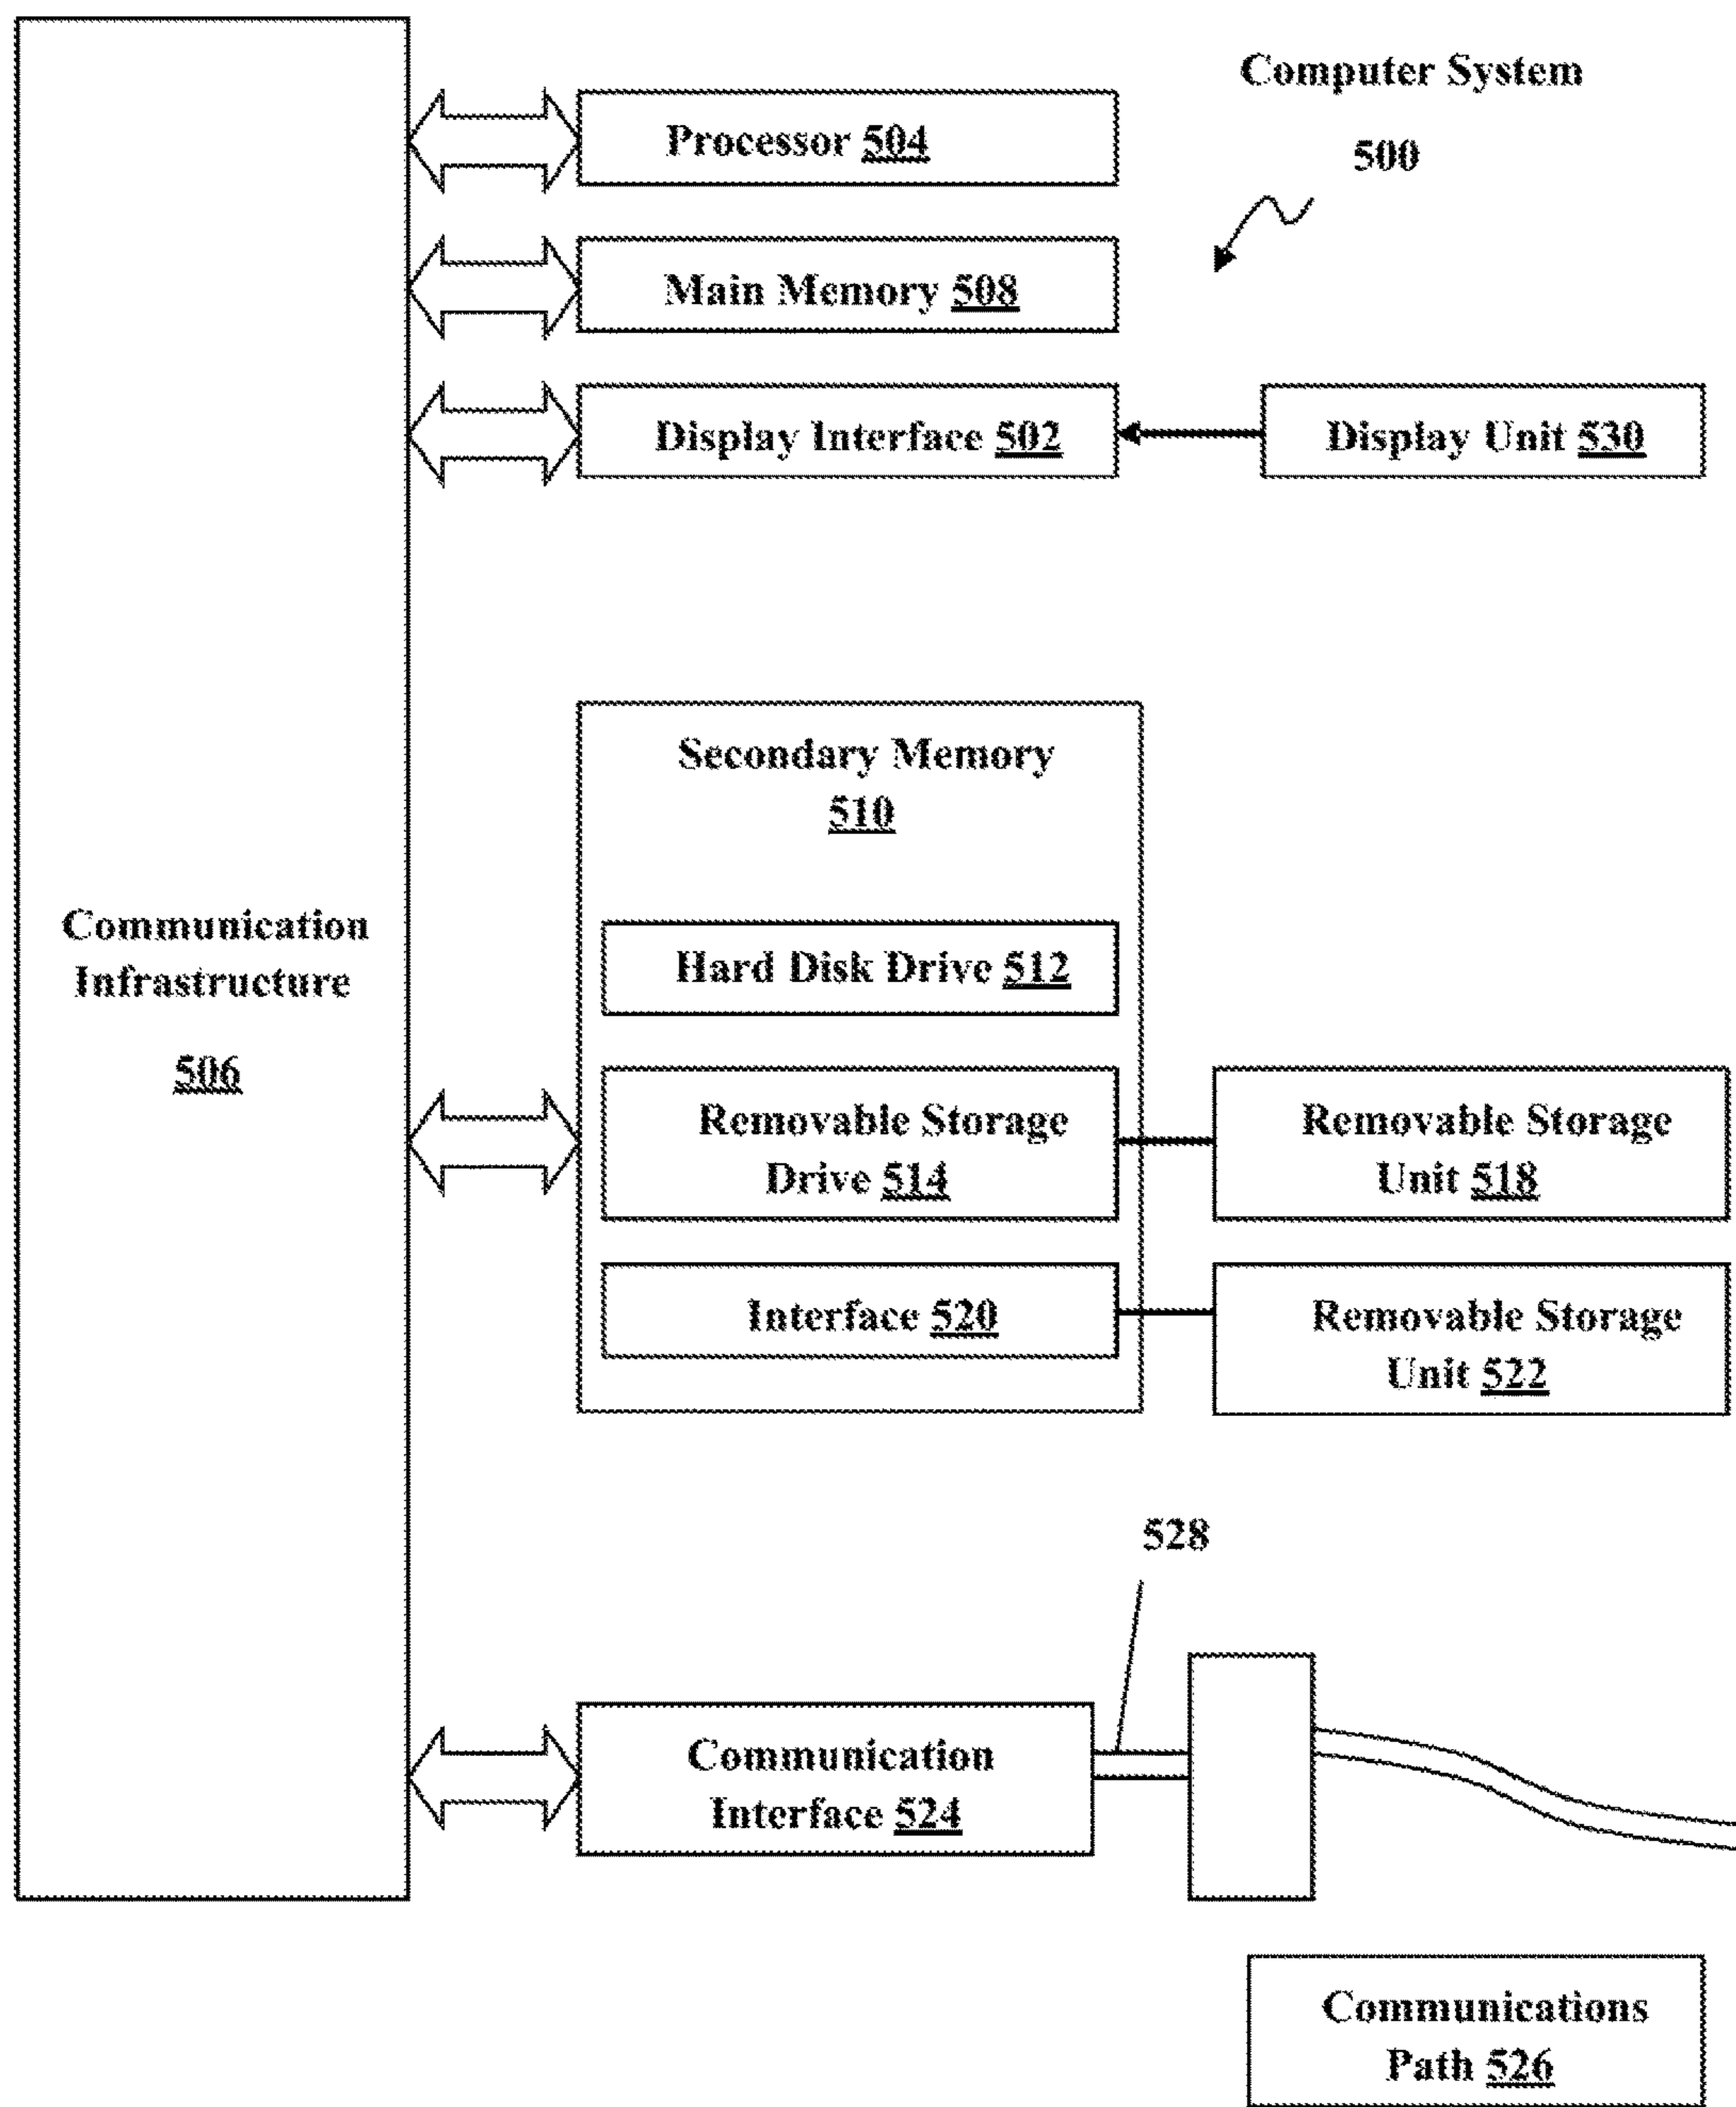 Computer System
500
Processor 504
Main Memory 508
Display Interface 502
Display Unit 530
Secondary Memory
510
Communication
Infrastructure
506
Hard Disk Drive 512
Removable Storage
Drive 514
Removable Storage
Unit 518
Interface 520
Removable Storage
Unit 522
528
Communication
Interface 524
Communications
Path 526